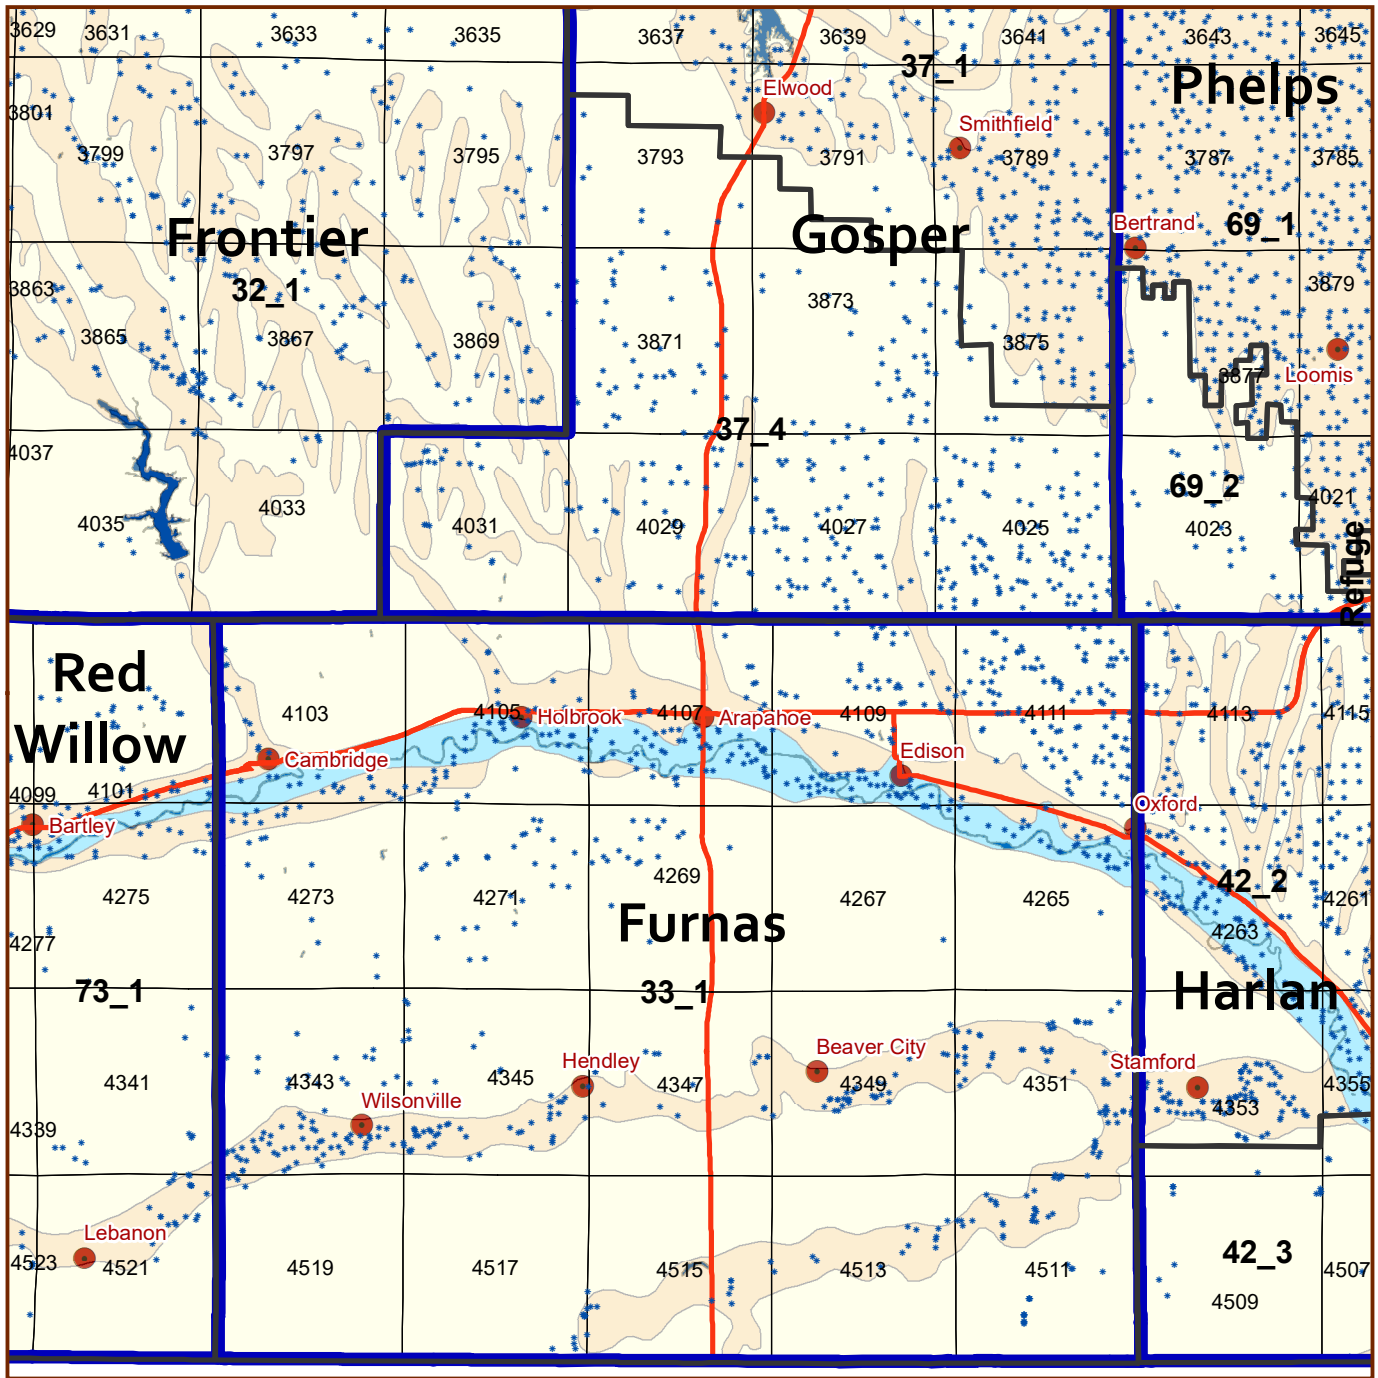 3629 3631 3633 3635 3637 3639 3641 3643 3645
37_1
Phelps
Elwood
3801
Smithfield
3799 3797 3795 3793 3791 3789 3787 3785
Bertrand
69_1
Frontier
Gosper
32_1
3863 3873 3879
3865 3867 3869 3871 3875
3877 Loomis
37_4
4037
69_2
4033 4021
4035 4031 4029 4027 4025 4023
Refuge
Red
Willow
4103 4105 Holbrook 4107 Arapahoe 4109 4111 4113 4115
Edison
Cambridge
4099 4101
Oxford
Bartley
4269
42_2
4275 4273 4271 4267 4265 4261
Furnas
4263
4277
73_1 33_1
Harlan
Beaver City
Hendley
Stamford
4341 4343 4345 4347 4349 4351 4355
Wilsonville
4353
4339
Lebanon
42_3
4523 4521 4519 4517 4515 4513 4511 4507
4509